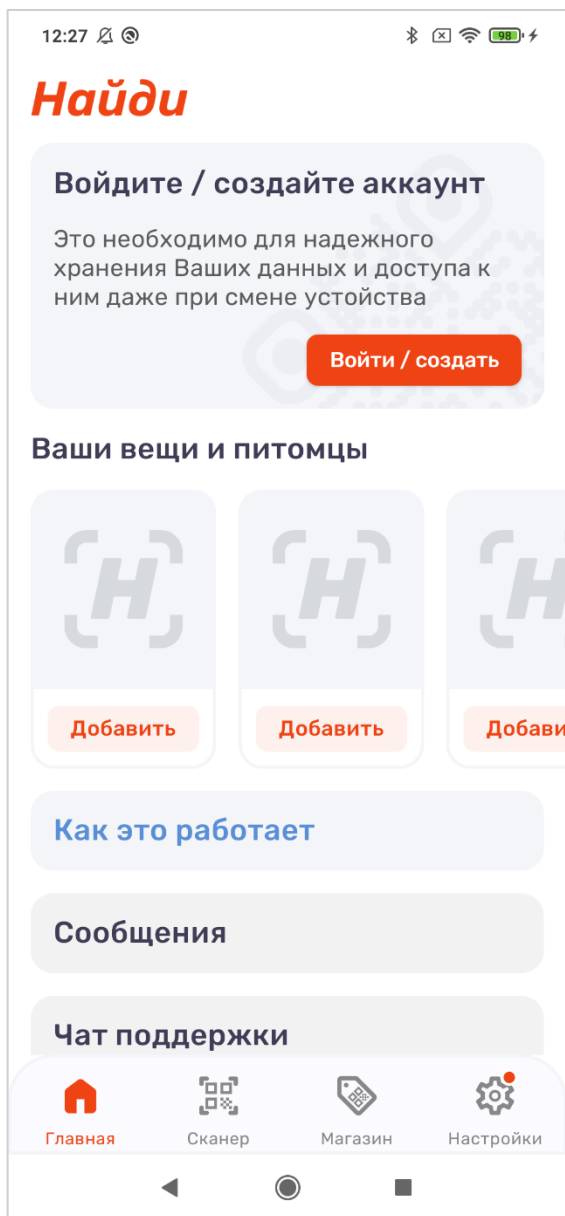 12:27
98
Найди
Войдите / создайте аккаунт
Это необходимо для надежного
хранения Ваших данных и доступа к
ним даже при смене устойства
Войти / создать
Ваши вещи и питомцы
Н Н Н
Добавить Добавить Добави
Как это работает
Сообщения
Чат поддержки
Главная Сканер Магазин Настройки